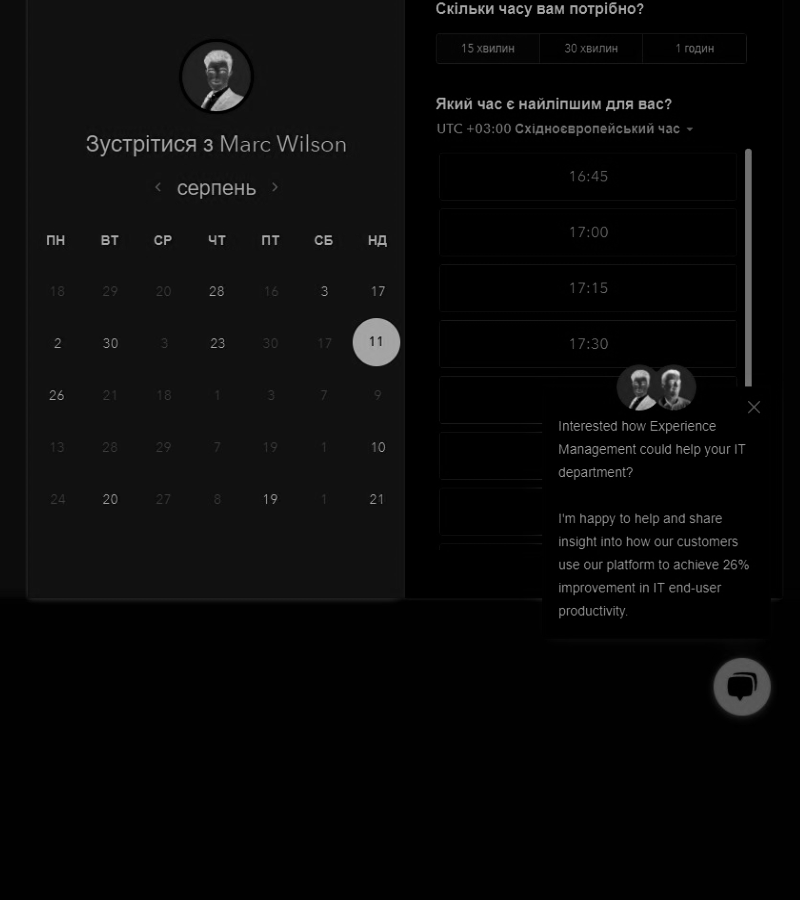 Скільки часу вам потрібно?
15 хвилин 30 хвилин 1 годин
Зустрітися з Marc Wilson
серпень
ПН ВТ СР ЧТ ПТ СБ НД
18 29 20 28 16 3 17
2 30 3 23 30 17 11
26 21 18 1 3 7 9
13 28 29 7 19 1 10
24 20 27 8 19 1 21
Який час є найліпшим для вас?
UTC +03:00 Східноєвропейський час
16:45
17:00
17:15
17:30
Interested how Experience
Management could help your IT
department?
I'm happy to help and share
insight into how our customers
use our platform to achieve 26%
improvement in IT end-user
productivity.